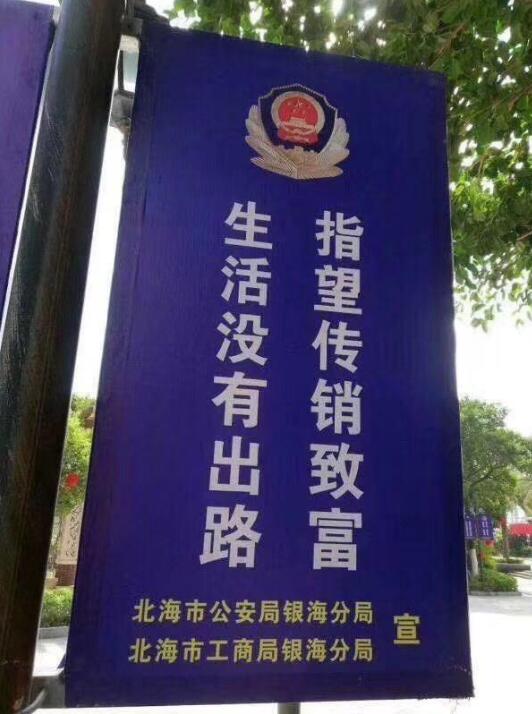 指望传销致富
生活没有出路
北海市公安局银海分局
北海市工商局银海分局
宣